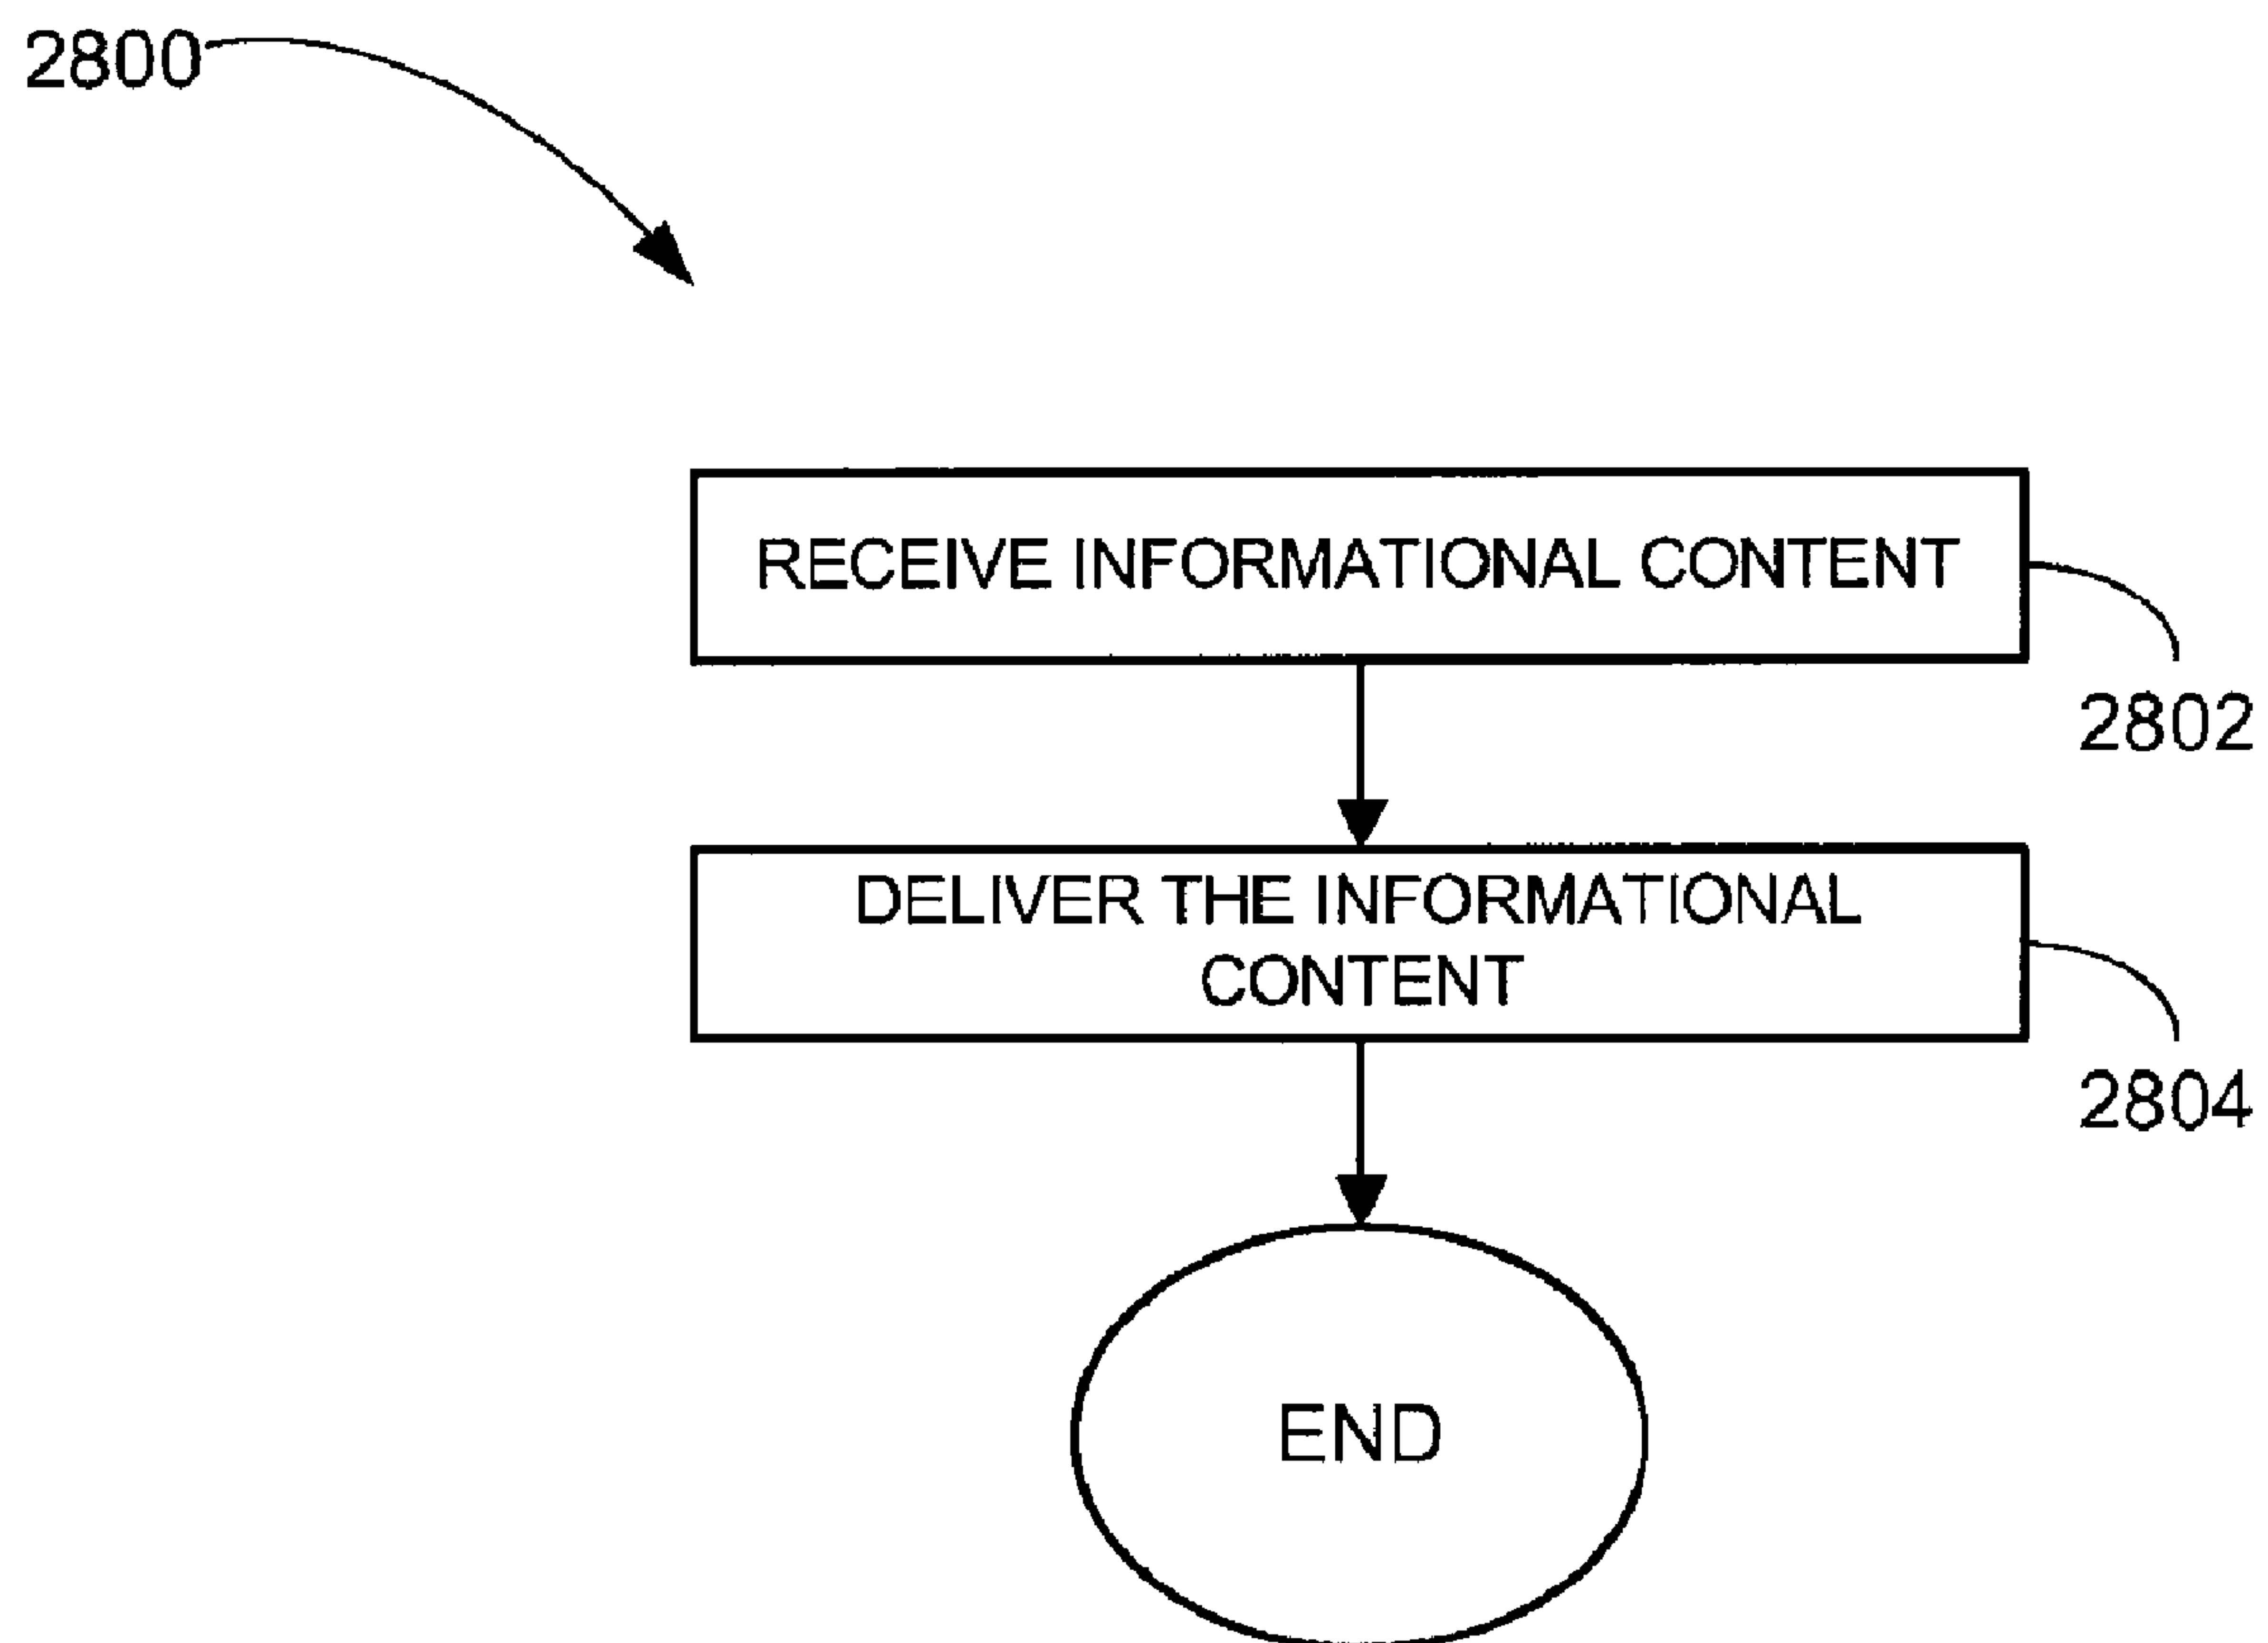 2800
RECEIVE INFORMATIONAL CONTENT
2802
DELIVER THE INFORMATIONAL
CONTENT
2804
END